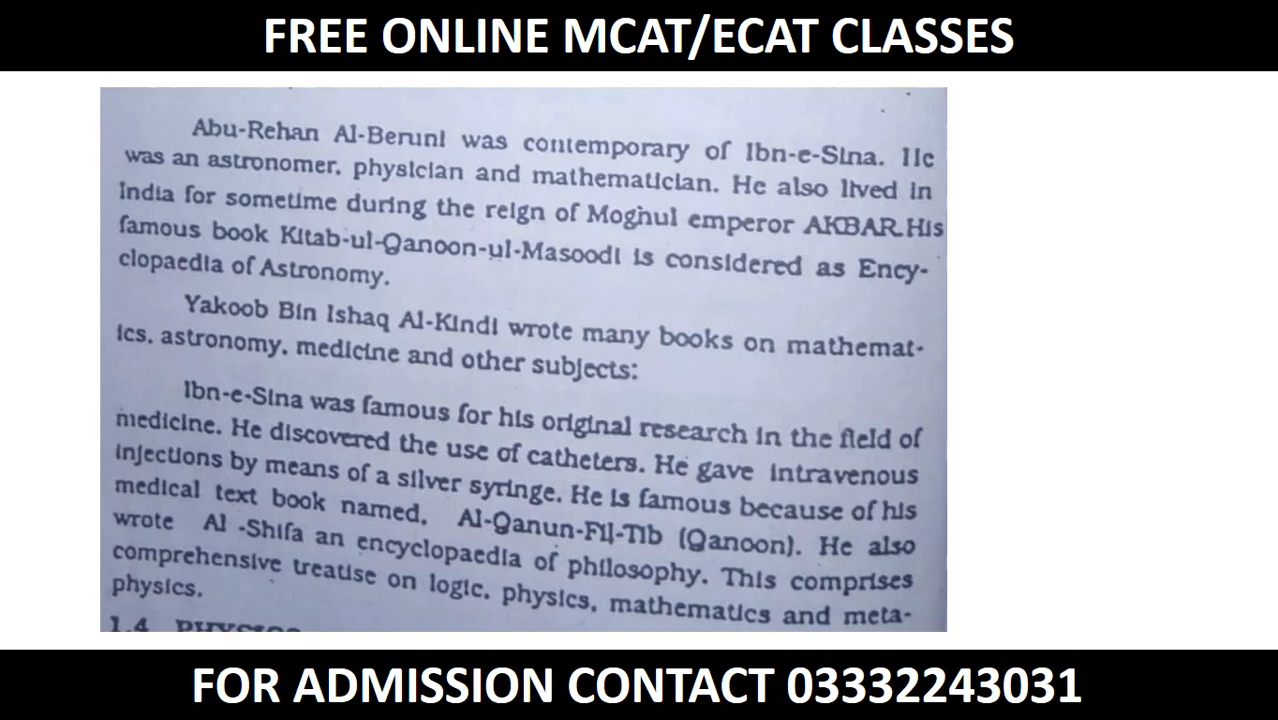 FREE ONLINE MCAT/ECAT CLASSES
Abu-Rehan Al-Beruni was contemporary of Ibn-e-Sina. He
was an astronomer, physician and mathematician. He also lived in
India for sometime during the reign of Moghul emperor AKBAR. His
famous book Kitab-ul-Qanoon-ul-Masoodi is considered as Ency-
clopaedia of Astronomy.
Yakoob Bin Ishaq Al-Kindi wrote many books on mathemat-
ics, astronomy, medicine and other subjects:
Ibn-e-Sina was famous for his original research in the field of
medicine. He discovered the use of catheters. He gave intravenous
injections by means of a silver syringe. He is famous because of his
medical text book named, Al-Qanun-Fil-Tib (Qanoon). He also
wrote Al -Shifa an encyclopaedia of philosophy. This comprises
comprehensive treatise on logic, physics, mathematics and meta-
physics.
1.4
FOR ADMISSION CONTACT 03332243031